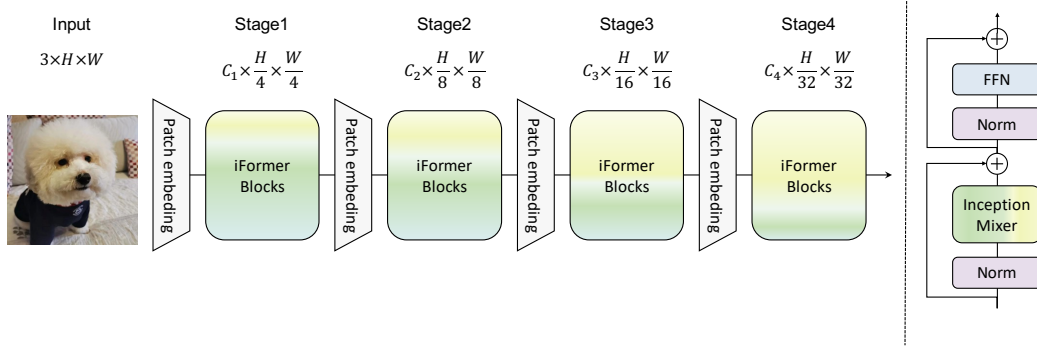 Input
3×H×W
Stage1
C₁×H/4×W/4
Stage2
C₂×H/8×W/8
Stage3
C₃×H/16×W/16
Stage4
C₄×H/32×W/32
Patch embeding
iFormer
Blocks
Patch embeding
iFormer
Blocks
Patch embeding
iFormer
Blocks
Patch embeding
iFormer
Blocks
+
FFN
Norm
+
Inception
Mixer
Norm